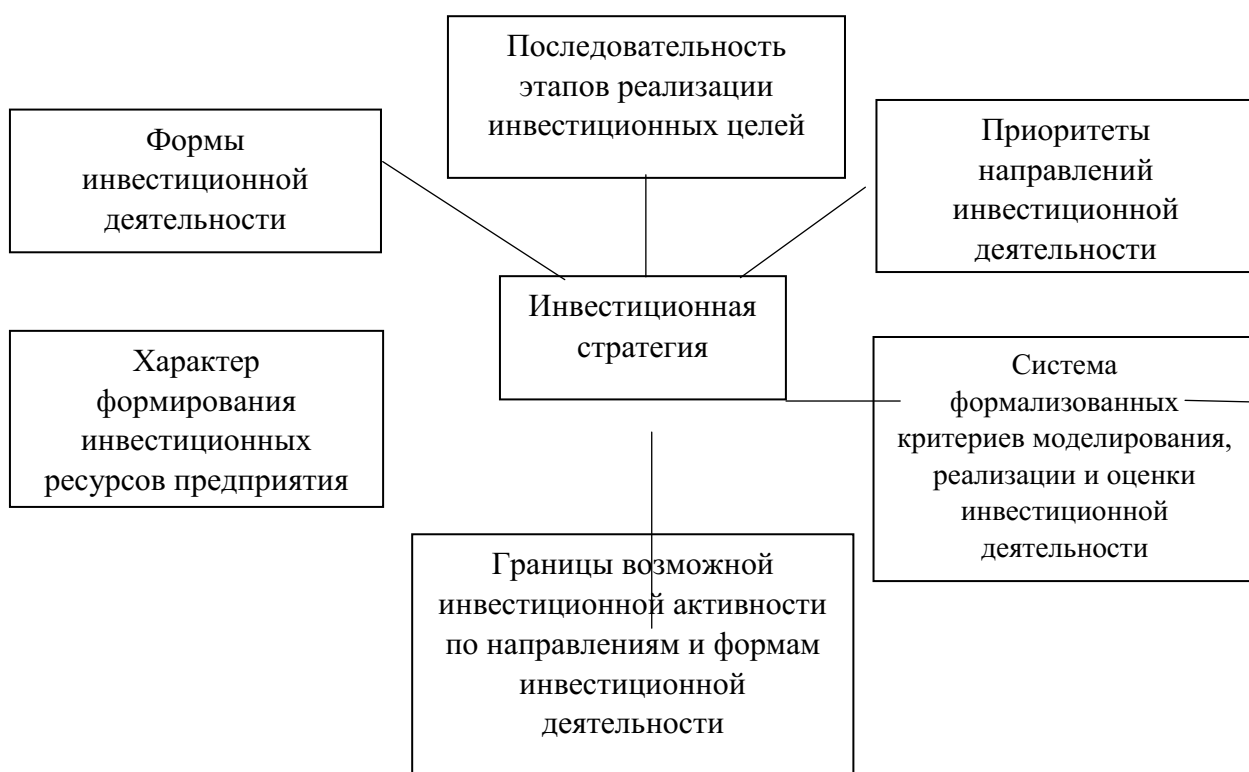 Последовательность
этапов реализации
инвестиционных целей
Формы
инвестиционной
деятельности
Приоритеты
направлений
инвестиционной
деятельности
Инвестиционная
стратегия
Характер
формирования
инвестиционных
ресурсов предприятия
Система
формализованных
критериев моделирования,
реализации и оценки
инвестиционной
деятельности
Границы возможной
инвестиционной активности
по направлениям и формам
инвестиционной
деятельности